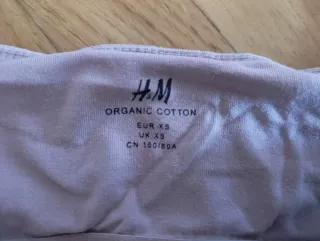 H&M
ORGANIC COTTON
EUR XS
UK XS
CN 160/80A